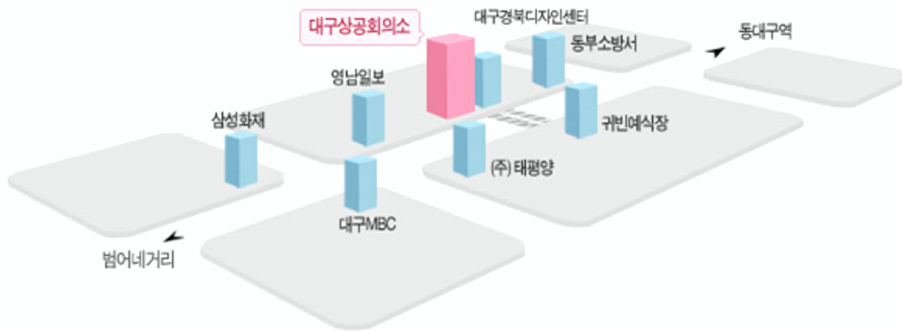 대구경북디자인센터
대구상공회의소
동대구역
동부소방서
영남일보
삼성화재
귀빈예식장
(주) 태평양
대구MBC
범어네거리